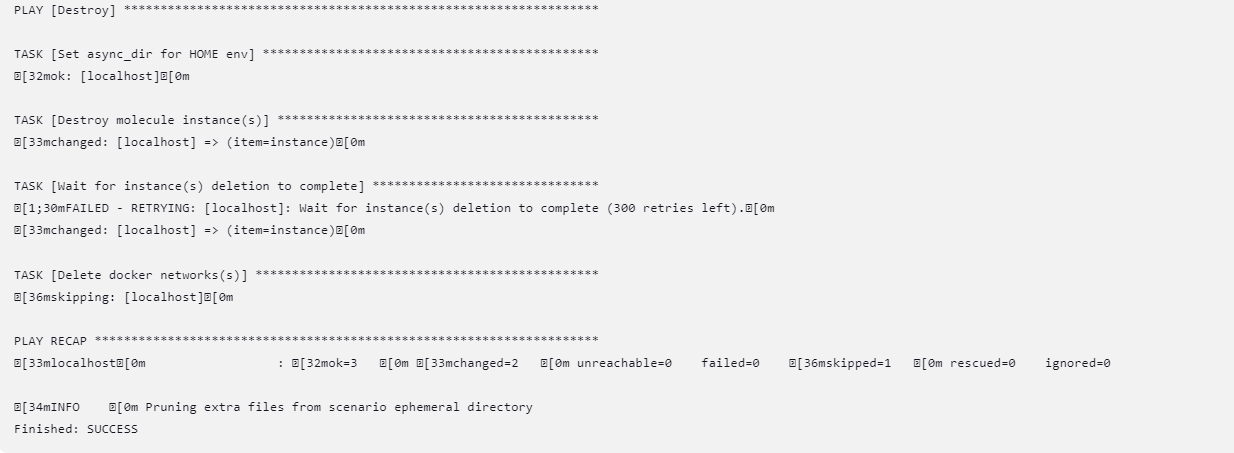 PLAY [Destroy] *****************************************************************
TASK [Set async_dir for HOME env] **********************************************
[32mok: [localhost][0m
TASK [Destroy molecule instance(s)] ********************************************
[33mchanged: [localhost] => (item=instance)[0m
TASK [Wait for instance(s) deletion to complete] *******************************
[1;30mFAILED - RETRYING: [localhost]: Wait for instance(s) deletion to complete (300 retries left).[0m
[33mchanged: [localhost] => (item=instance)[0m
TASK [Delete docker networks(s)] ***********************************************
[36mskipping: [localhost][0m
PLAY RECAP *********************************************************************
[33mlocalhost[0m                  : [32mok=3   [0m [33mchanged=2   [0m unreachable=0    failed=0    [36mskipped=1   [0m rescued=0    ignored=0
[34mINFO    [0m Pruning extra files from scenario ephemeral directory
Finished: SUCCESS